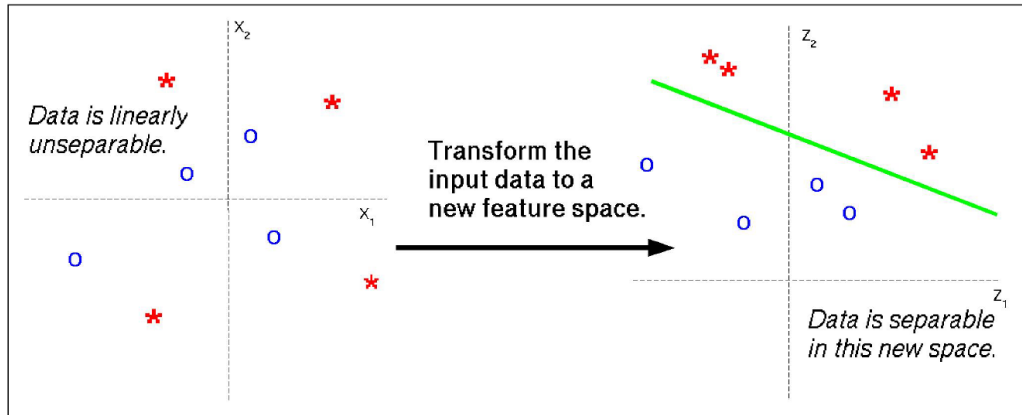 X2
Data is linearly
unseparable.
X1
Transform the
input data to a
new feature space.
Z2
Z1
Data is separable
in this new space.